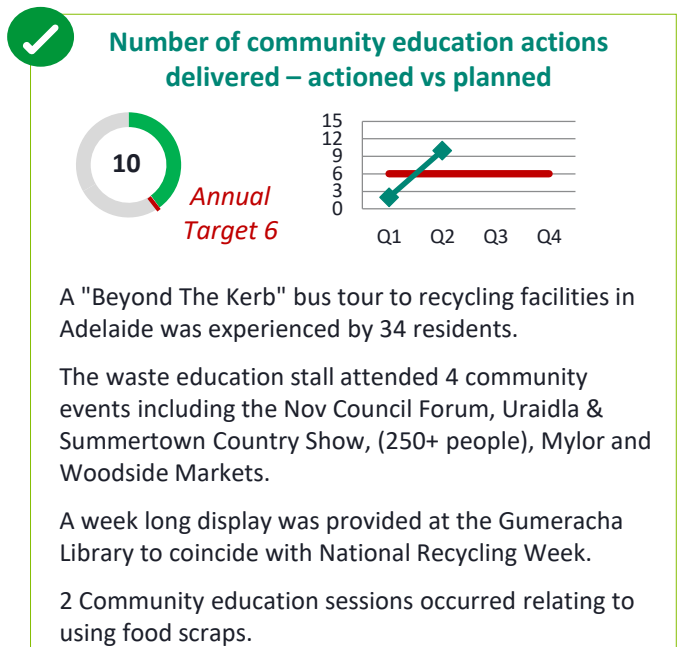 Number of community education actions
delivered – actioned vs planned
10
Annual
Target 6
15
12
9
6
3
0
Q1 Q2 Q3 Q4
A "Beyond The Kerb" bus tour to recycling facilities in
Adelaide was experienced by 34 residents.
The waste education stall attended 4 community
events including the Nov Council Forum, Uraidla &
Summertown Country Show, (250+ people), Mylor and
Woodside Markets.
A week long display was provided at the Gumeracha
Library to coincide with National Recycling Week.
2 Community education sessions occurred relating to
using food scraps.